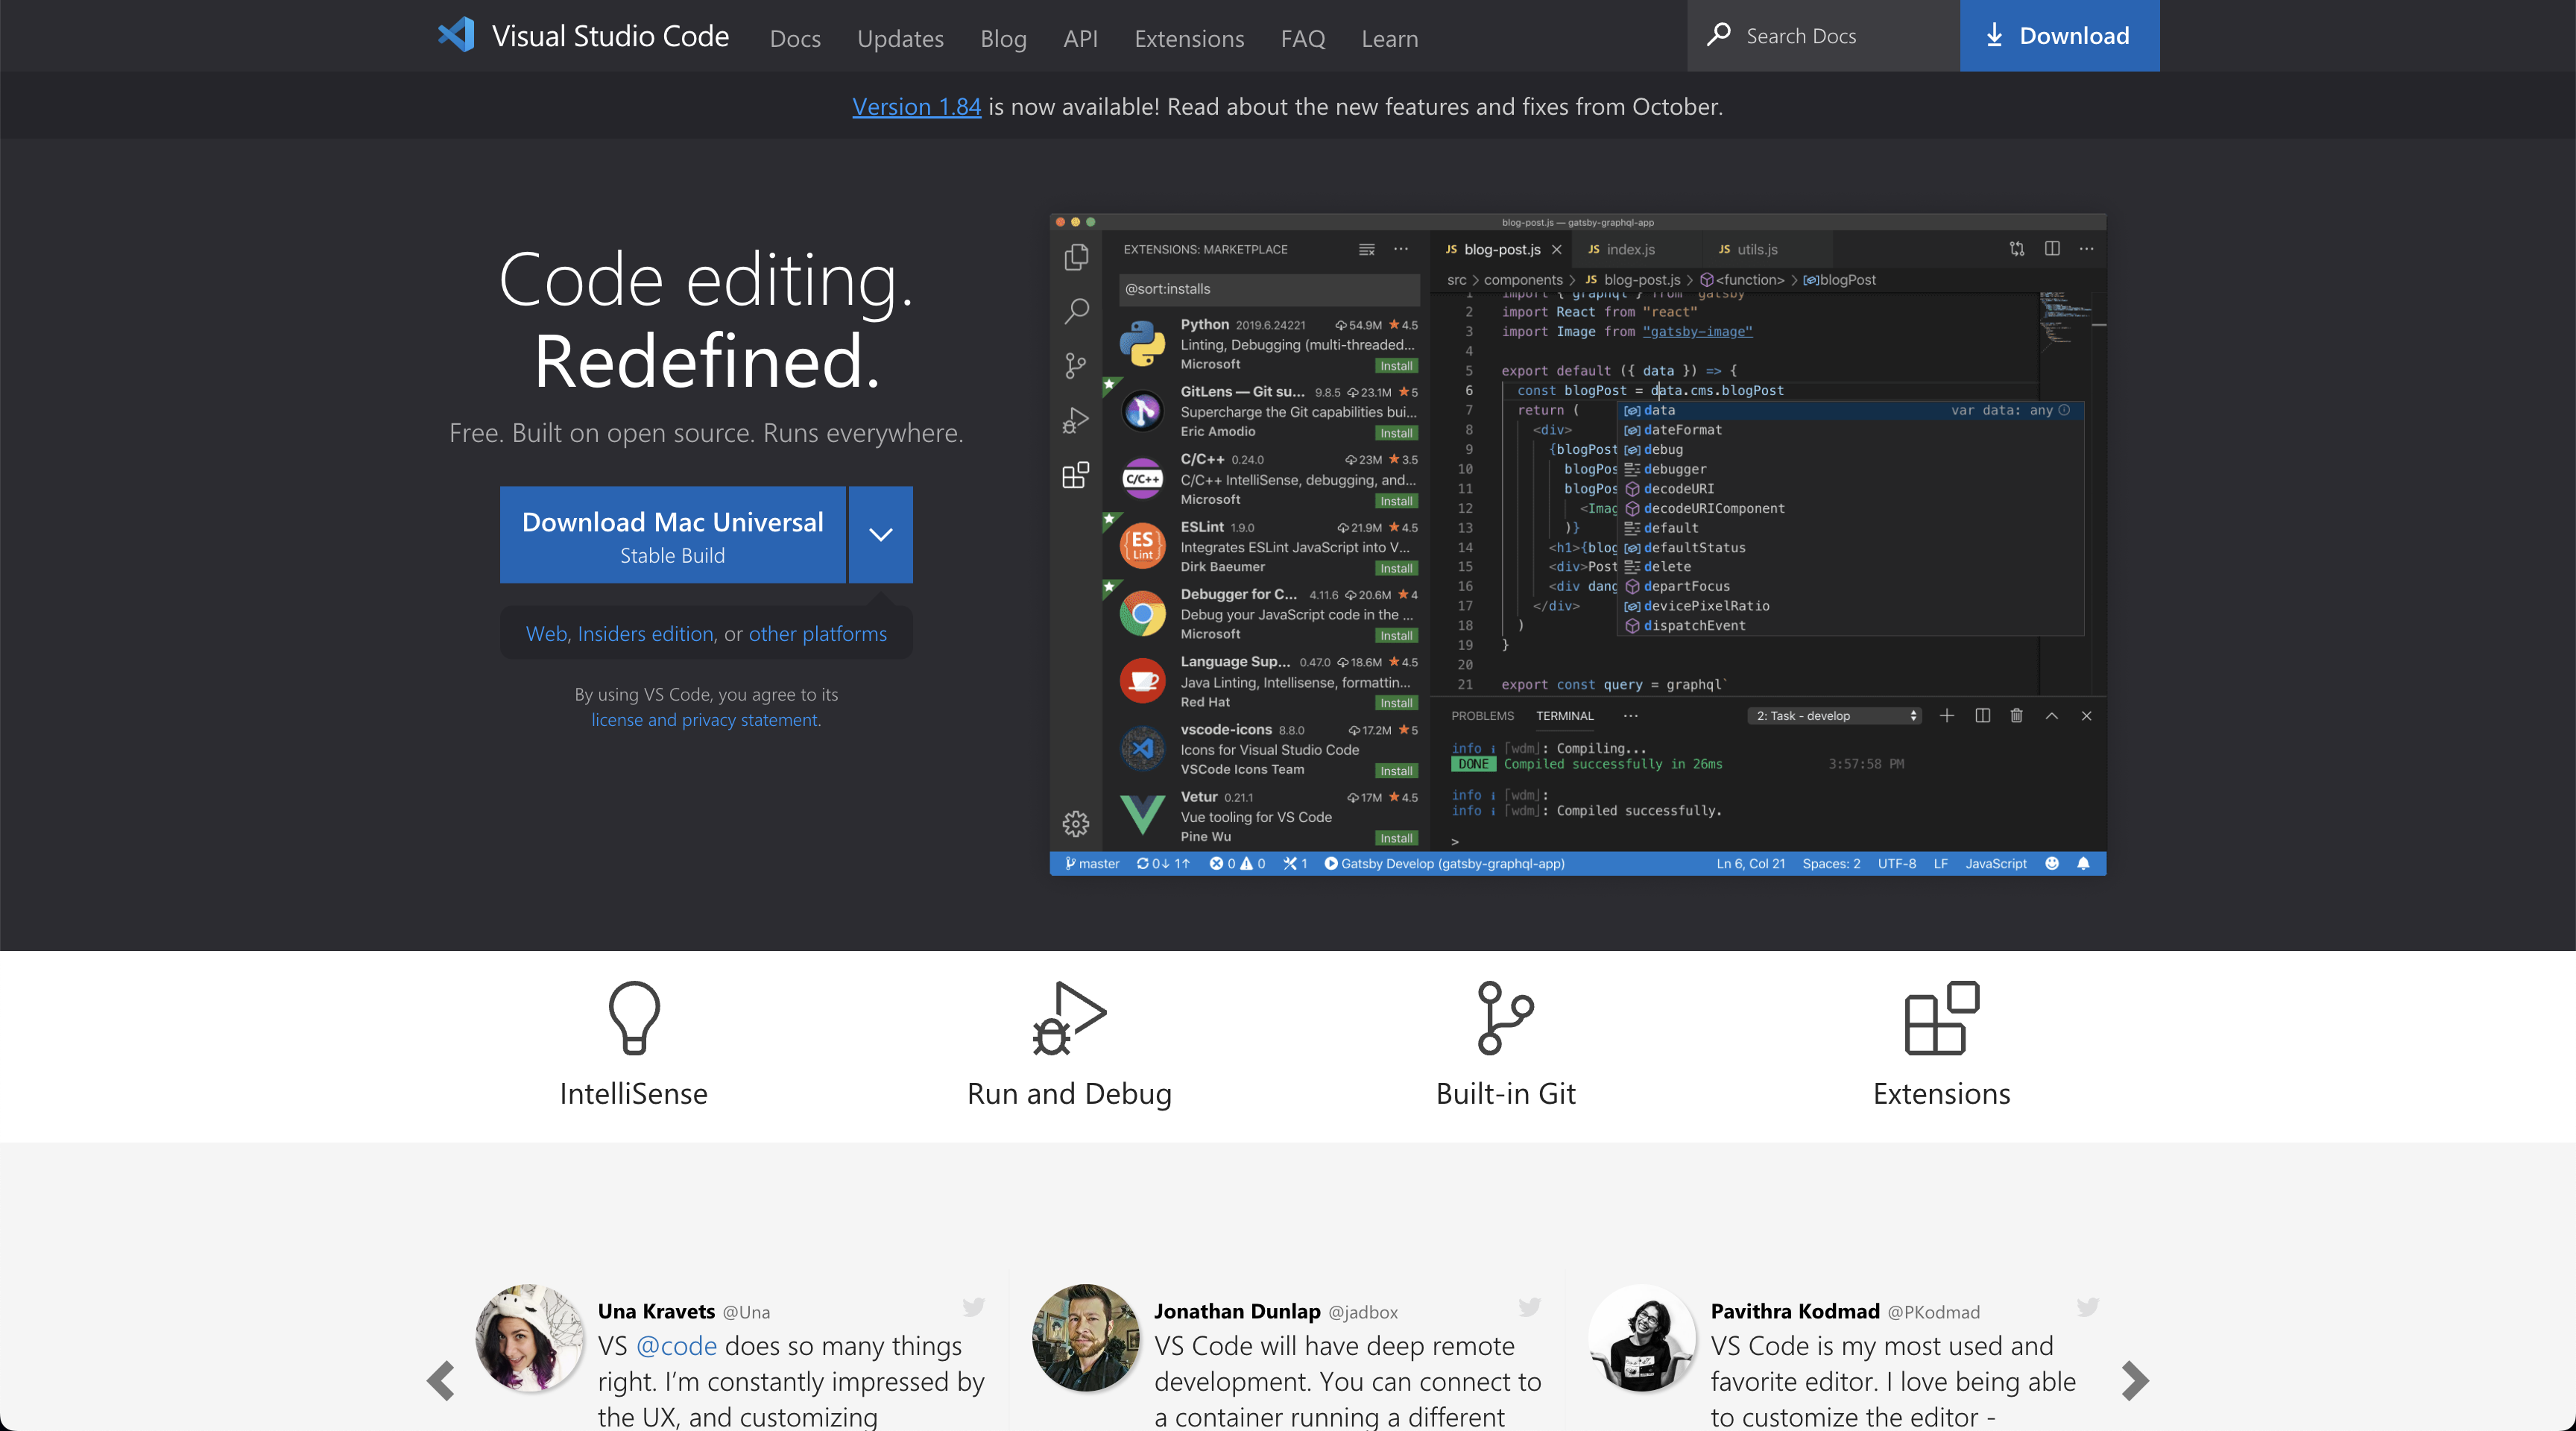 Visual Studio Code Docs Updates Blog API Extensions FAQ Learn
Search Docs
Download
Version 1.84 is now available! Read about the new features and fixes from October.
Code editing.
Redefined.
Free. Built on open source. Runs everywhere.
Download Mac Universal
Stable Build
Web, Insiders edition, or other platforms
By using VS Code, you agree to its
license and privacy statement.
blog-post.js — gatsby-graphql-app
EXTENSIONS: MARKETPLACE
@sort:installs
Python 2019.6.24221 54.9M ★ 4.5
Linting, Debugging (multi-threaded...
Microsoft Install
GitLens — Git su... 9.8.5 23.1M ★ 5
Supercharge the Git capabilities bui...
Eric Amodio Install
C/C++
C/C++ 0.24.0 23M ★ 3.5
C/C++ IntelliSense, debugging, and...
Microsoft Install
ES
Lint
ESLint 1.9.0 21.9M ★ 4.5
Integrates ESLint JavaScript into V...
Dirk Baeumer Install
Debugger for C... 4.11.6 20.6M ★ 4
Debug your JavaScript code in the ...
Microsoft Install
Language Sup... 0.47.0 18.6M ★ 4.5
Java Linting, Intellisense, formattin...
Red Hat Install
vscode-icons 8.8.0 17.2M ★ 5
Icons for Visual Studio Code
VSCode Icons Team Install
Vetur 0.21.1 17M ★ 4.5
Vue tooling for VS Code
Pine Wu Install
JS blog-post.js JS index.js JS utils.js
src > components > JS blog-post.js > <function> > blogPost
1 import { graphql } from "gatsby"
2 import React from "react"
3 import Image from "gatsby-image"
4
5 export default ({ data }) => {
6 const blogPost = data.cms.blogPost
7 return (
8 <div>
9 {blogPost
10 blogPos
11 blogPos
12 <Imag
13 )}
14 <h1>{blog
15 <div>Post
16 <div dang
17 </div>
18 )
19 }
20
21 export const query = graphql`
data var data: any
dateFormat
debug
debugger
decodeURI
decodeURIComponent
default
defaultStatus
delete
departFocus
devicePixelRatio
dispatchEvent
PROBLEMS TERMINAL ··· 2: Task - develop
info i ｢wdm｣: Compiling...
DONE Compiled successfully in 26ms 3:57:58 PM
info i ｢wdm｣:
info i ｢wdm｣: Compiled successfully.
>
master 0↓ 1↑ 0 0 1 Gatsby Develop (gatsby-graphql-app) Ln 6, Col 21 Spaces: 2 UTF-8 LF JavaScript
IntelliSense
Run and Debug
Built-in Git
Extensions
Una Kravets @Una
VS @code does so many things
right. I’m constantly impressed by
the UX, and customizing
Jonathan Dunlap @jadbox
VS Code will have deep remote
development. You can connect to
a container running a different
Pavithra Kodmad @PKodmad
VS Code is my most used and
favorite editor. I love being able
to customize the editor -